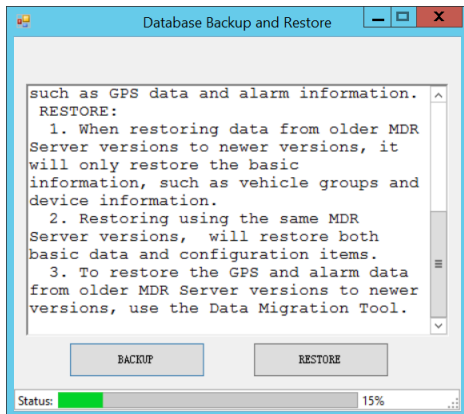 Database Backup and Restore
such as GPS data and alarm information.
RESTORE:
1. When restoring data from older MDR
Server versions to newer versions, it
will only restore the basic
information, such as vehicle groups and
device information.
2. Restoring using the same MDR
Server versions,  will restore both
basic data and configuration items.
3. To restore the GPS and alarm data
from older MDR Server versions to newer
versions, use the Data Migration Tool.
BACKUP RESTORE
Status: 15%